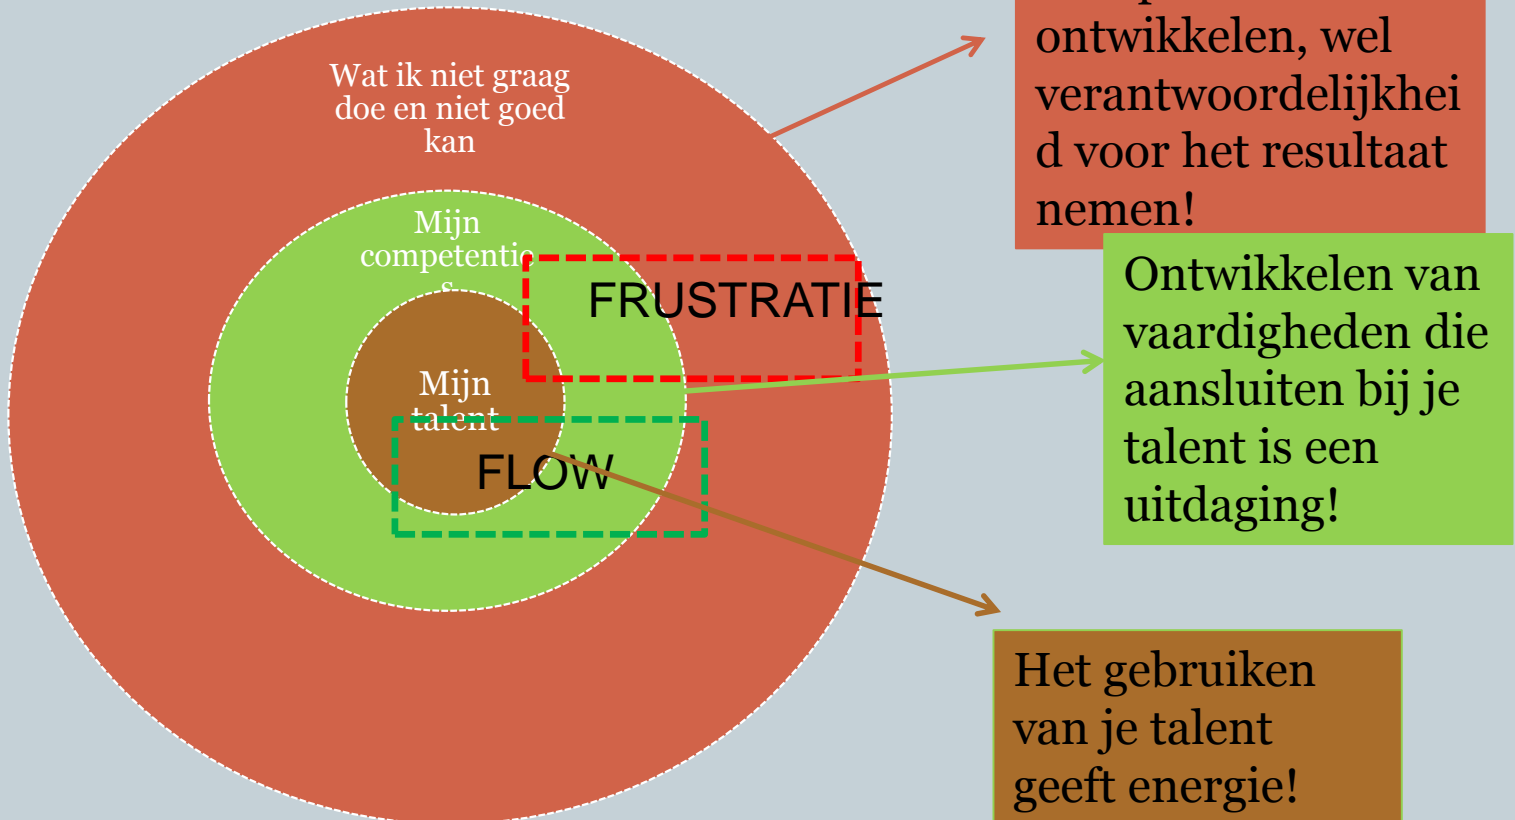 Wat ik niet graag
doe en niet goed
kan
Mijn
competentie
s
Mijn
talent
FRUSTRATIE
FLOW
ontwikkelen, wel
verantwoordelijkhei
d voor het resultaat
nemen!
Ontwikkelen van
vaardigheden die
aansluiten bij je
talent is een
uitdaging!
Het gebruiken
van je talent
geeft energie!